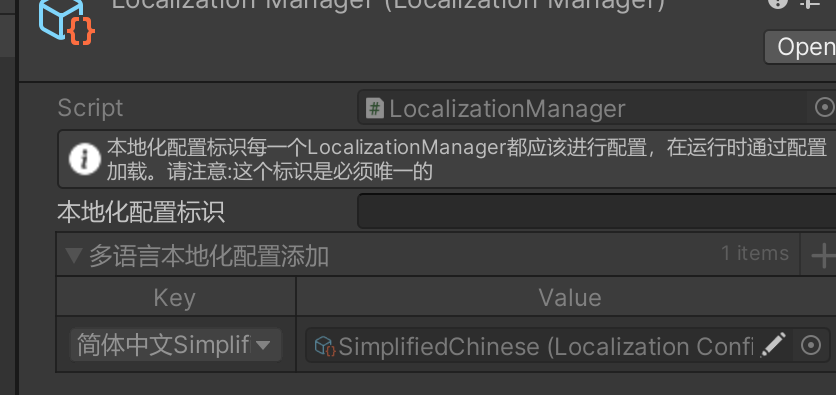 Localization Manager (Localization Manager)
Open
Script
LocalizationManager
本地化配置标识每一个LocalizationManager都应该进行配置，在运行时通过配置
加载。请注意:这个标识是必须唯一的
本地化配置标识
多语言本地化配置添加
1 items
Key
Value
简体中文Simplif
SimplifiedChinese (Localization Confi